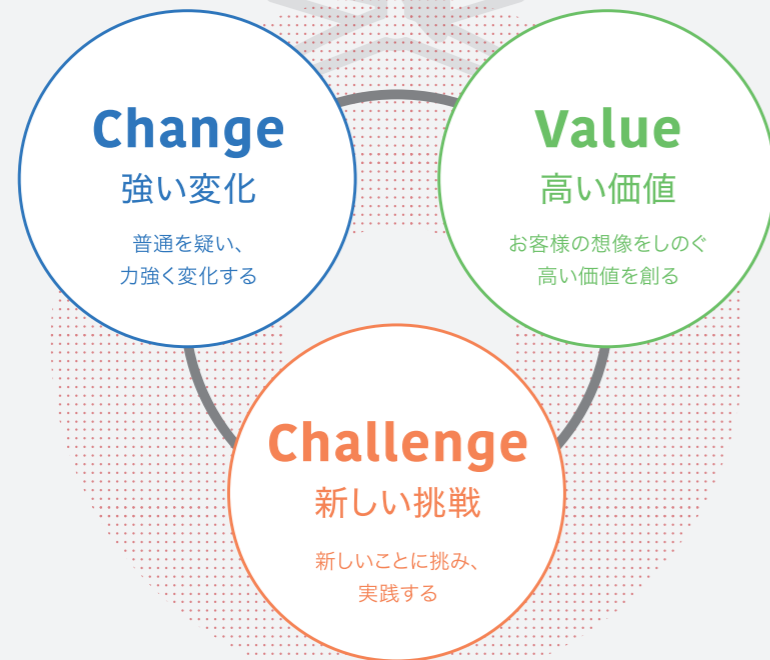 Change
強い変化
普通を疑い、
力強く変化する
Value
高い価値
お客様の想像をしのぐ
高い価値を創る
Challenge
新しい挑戦
新しいことに挑み、
実践する